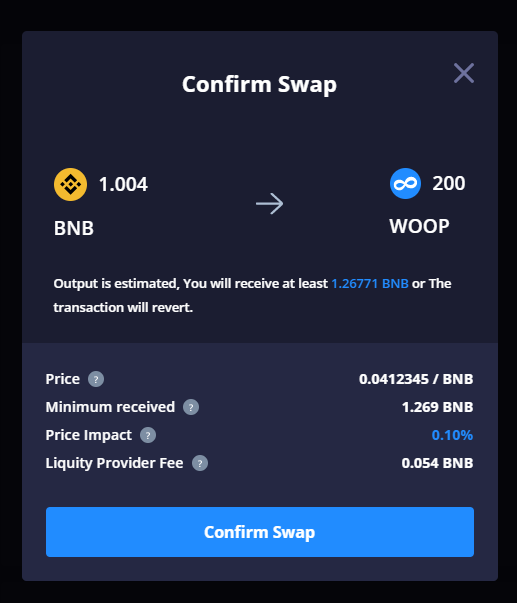 Confirm Swap
1.004
200
BNB
WOOP
Output is estimated, You will receive at least 1.26771 BNB or The
transaction will revert.
Price ? 0.0412345 / BNB
Minimum received ? 1.269 BNB
Price Impact ? 0.10%
Liquity Provider Fee ? 0.054 BNB
Confirm Swap